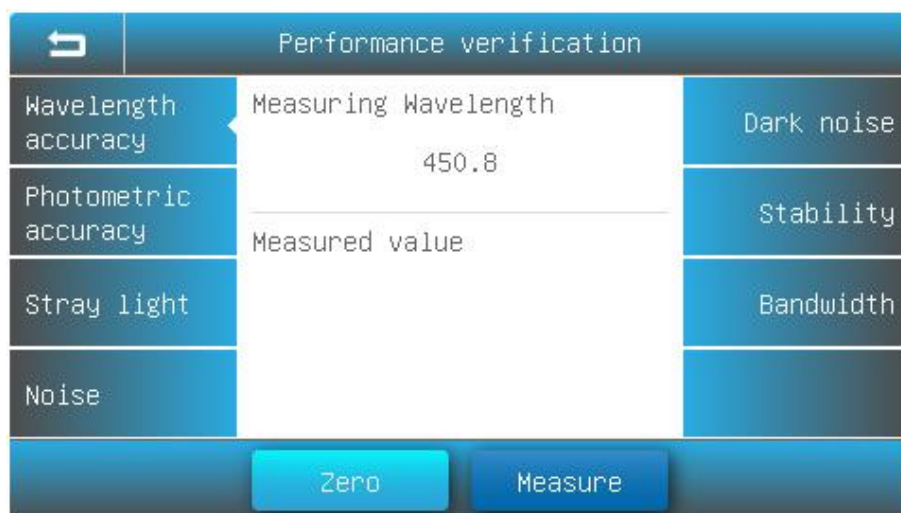 Performance verification
Wavelength
accuracy
Photometric
accuracy
Stray light
Noise
Measuring Wavelength
450.8
Measured value
Dark noise
Stability
Bandwidth
Zero
Measure